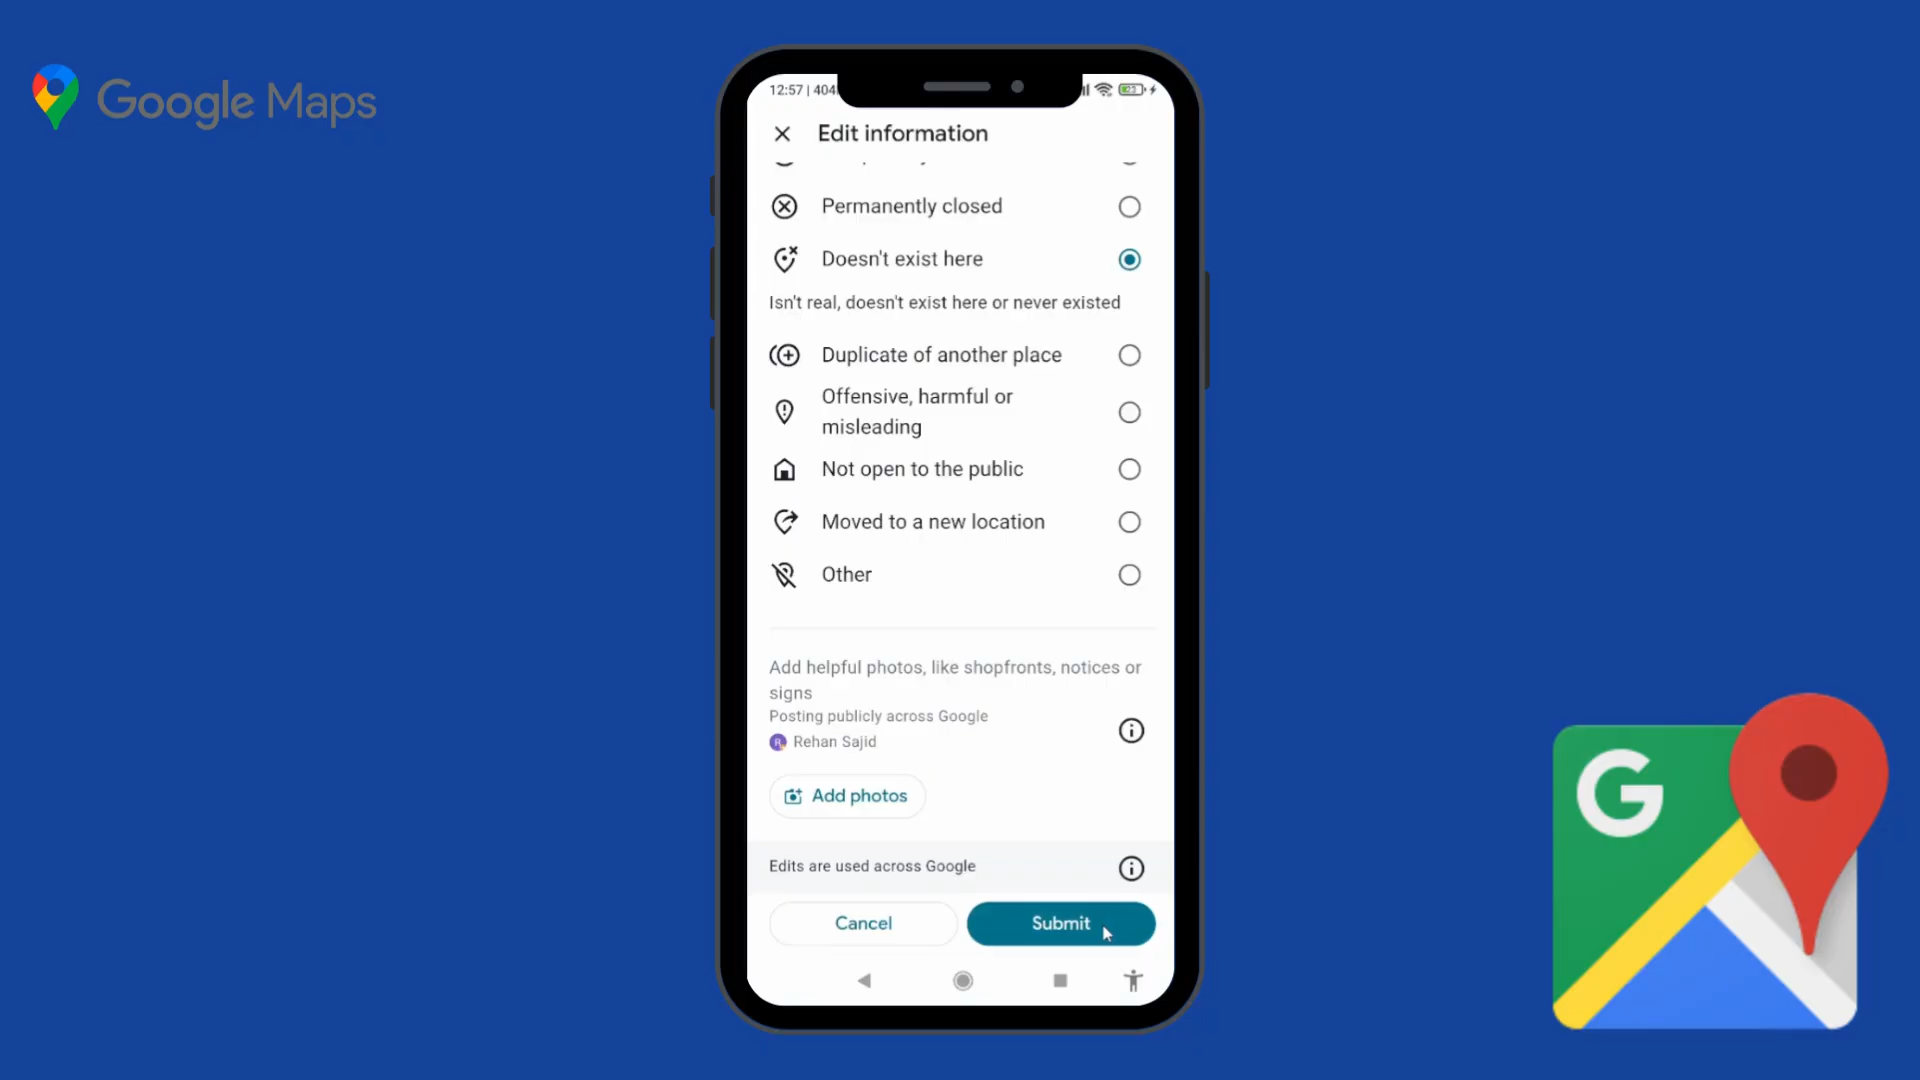 Google Maps
12:57 | 404
23
Edit information
Permanently closed
Doesn't exist here
Isn't real, doesn't exist here or never existed
Duplicate of another place
Offensive, harmful or
misleading
Not open to the public
Moved to a new location
Other
Add helpful photos, like shopfronts, notices or
signs
Posting publicly across Google
R
Rehan Sajid
Add photos
Edits are used across Google
Cancel
Submit
G